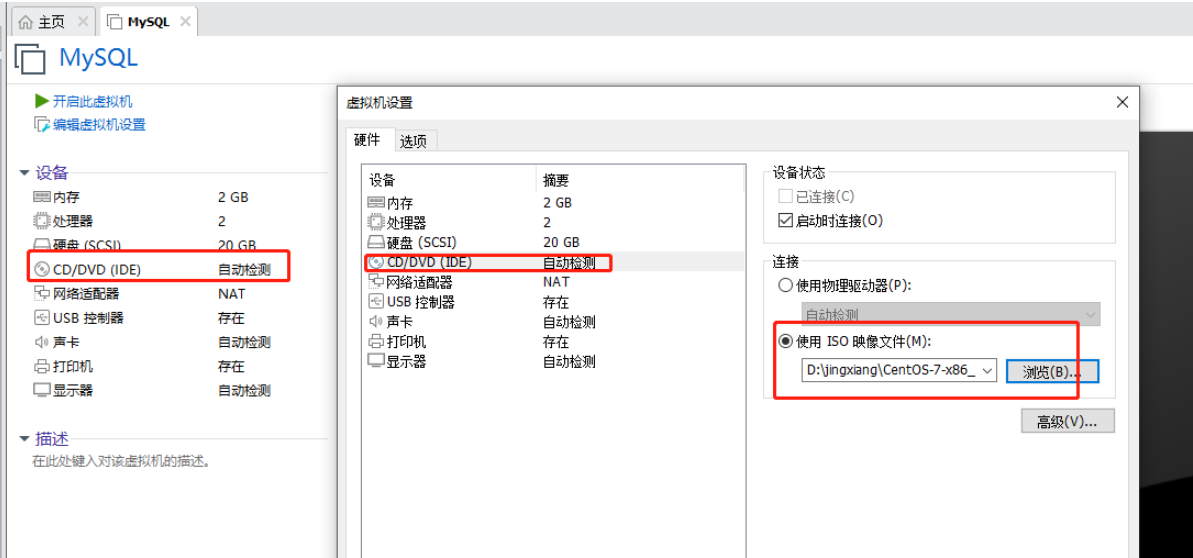 主页 MySQL
MySQL
开启此虚拟机
编辑虚拟机设置
设备
内存 2 GB
处理器 2
硬盘 (SCSI) 20 GB
CD/DVD (IDE) 自动检测
网络适配器 NAT
USB 控制器 存在
声卡 自动检测
打印机 存在
显示器 自动检测
描述
在此处键入对该虚拟机的描述。
虚拟机设置
硬件 选项
设备 摘要
内存 2 GB
处理器 2
硬盘 (SCSI) 20 GB
CD/DVD (IDE) 自动检测
网络适配器 NAT
USB 控制器 存在
声卡 自动检测
打印机 存在
显示器 自动检测
设备状态
已连接(C)
启动时连接(O)
连接
使用物理驱动器(P):
自动检测
使用 ISO 映像文件(M):
D:\jingxiang\CentOS-7-x86_ 浏览(B)...
高级(V)...